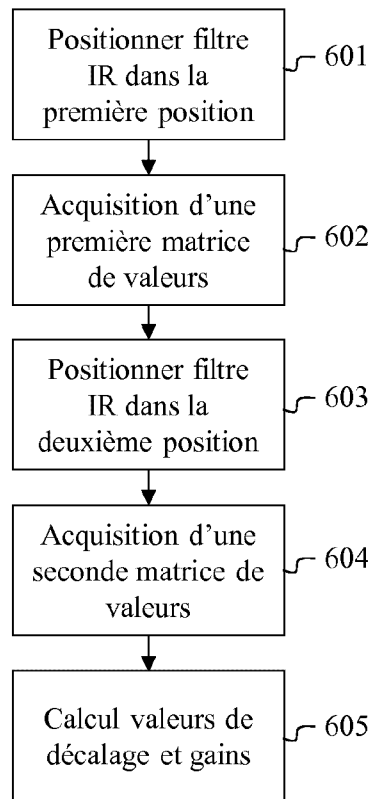 Positionner filtre
IR dans la
première position
601
Acquisition d'une
première matrice
de valeurs
602
Positionner filtre
IR dans la
deuxième position
603
Acquisition d'une
seconde matrice de
valeurs
604
Calcul valeurs de
décalage et gains
605